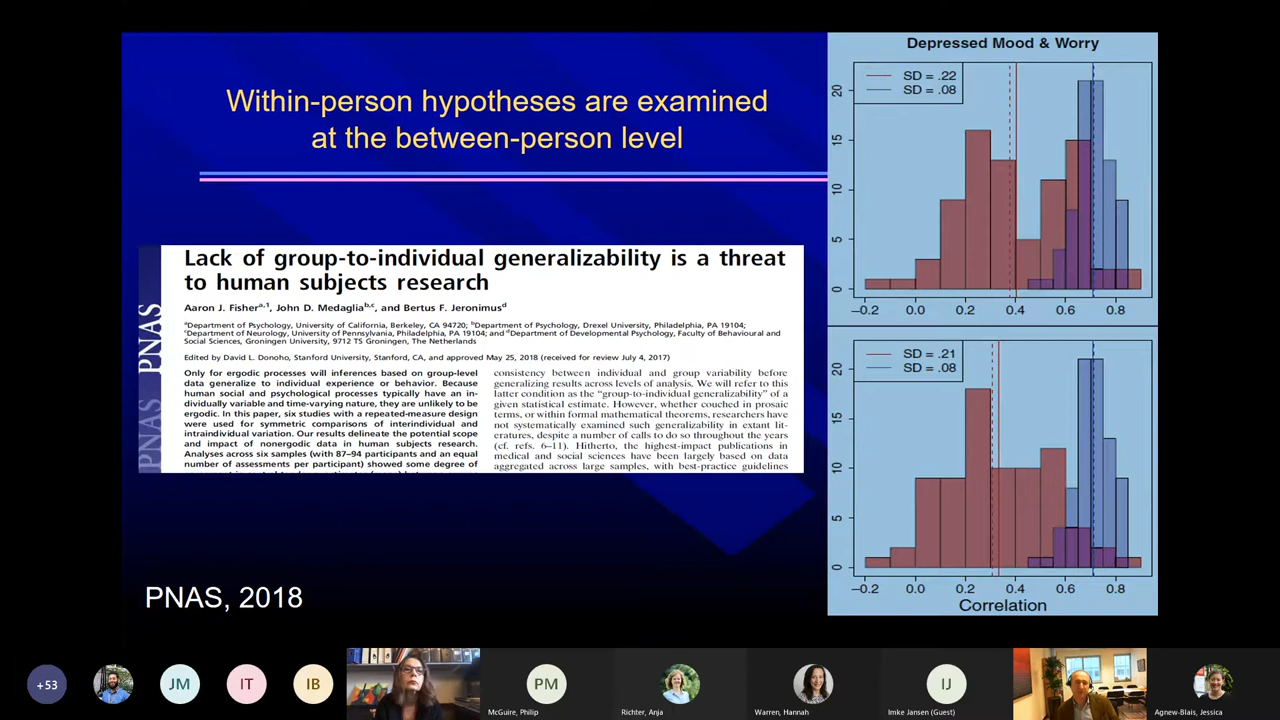 Within-person hypotheses are examined
at the between-person level
PNAS
PNAS
Lack of group-to-individual generalizability is a threat
to human subjects research
Aaron J. Fisher^a,1, John D. Medaglia^b,c, and Bertus F. Jeronimus^d
^aDepartment of Psychology, University of California, Berkeley, CA 94720; ^bDepartment of Psychology, Drexel University, Philadelphia, PA 19104;
^cDepartment of Neurology, University of Pennsylvania, Philadelphia, PA 19104; and ^dDepartment of Developmental Psychology, Faculty of Behavioural and
Social Sciences, Groningen University, 9712 TS Groningen, The Netherlands
Edited by David L. Donoho, Stanford University, Stanford, CA, and approved May 25, 2018 (received for review July 4, 2017)
Only for ergodic processes will inferences based on group-level
data generalize to individual experience or behavior. Because
human social and psychological processes typically have an in-
dividually variable and time-varying nature, they are unlikely to be
ergodic. In this paper, six studies with a repeated-measure design
were used for symmetric comparisons of interindividual and
intraindividual variation. Our results delineate the potential scope
and impact of nonergodic data in human subjects research.
Analyses across six samples (with 87–94 participants and an equal
number of assessments per participant) showed some degree of
consistency between individual and group variability before
generalizing results across levels of analysis. We will refer to this
latter condition as the “group-to-individual generalizability” of a
given statistical estimate. However, whether couched in prosaic
terms, or within formal mathematical theorems, researchers have
not systematically examined such generalizability in extant lit-
eratures, despite a number of calls to do so throughout the years
(cf. refs. 6–11). Hitherto, the highest-impact publications in
medical and social sciences have been largely based on data
aggregated across large samples, with best-practice guidelines
PNAS, 2018
Depressed Mood & Worry
SD = .22
SD = .08
20
15
10
5
0
−0.2 0.0 0.2 0.4 0.6 0.8
SD = .21
SD = .08
20
15
10
5
0
−0.2 0.0 0.2 0.4 0.6 0.8
Correlation
+53
JM
IT
IB
PM
McGuire, Philip
Richter, Anja
Warren, Hannah
IJ
Imke Jansen (Guest)
Agnew-Blais, Jessica